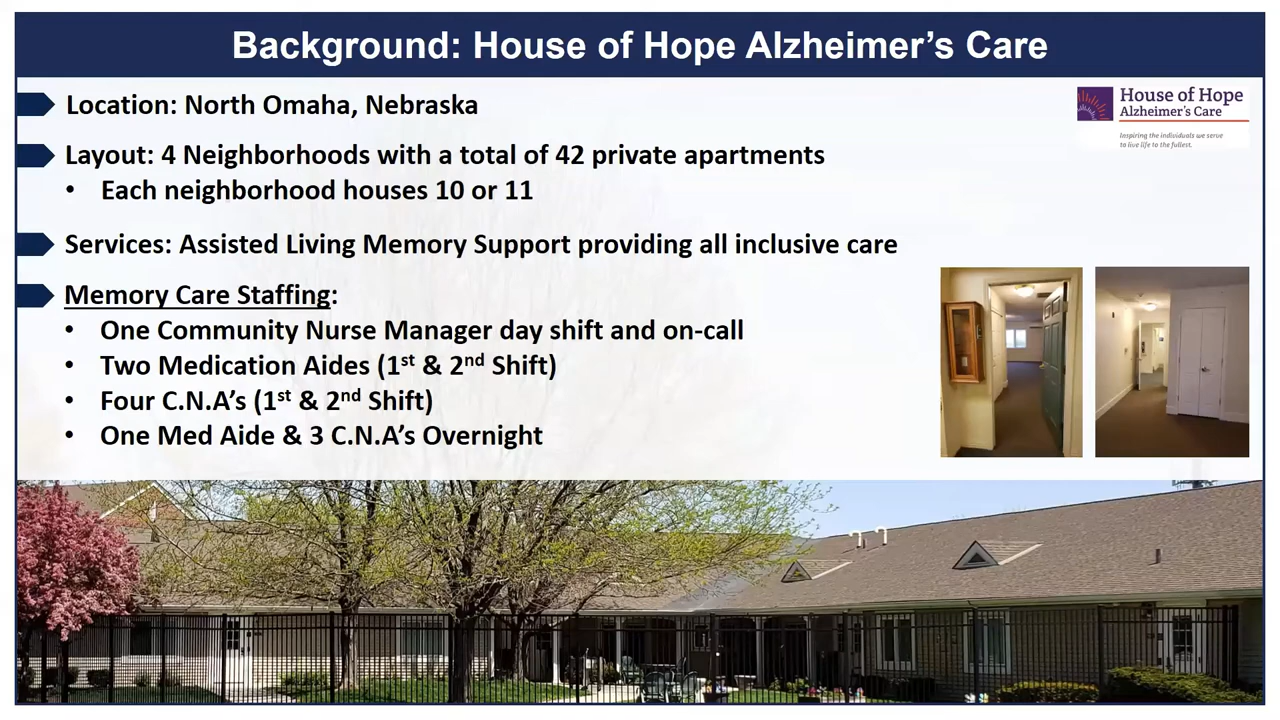 Background: House of Hope Alzheimer’s Care
Location: North Omaha, Nebraska
House of Hope
Alzheimer's Care
Inspiring the individuals we serve
to live life to the fullest.
Layout: 4 Neighborhoods with a total of 42 private apartments
• Each neighborhood houses 10 or 11
Services: Assisted Living Memory Support providing all inclusive care
Memory Care Staffing:
• One Community Nurse Manager day shift and on-call
• Two Medication Aides (1st & 2nd Shift)
• Four C.N.A’s (1st & 2nd Shift)
• One Med Aide & 3 C.N.A’s Overnight